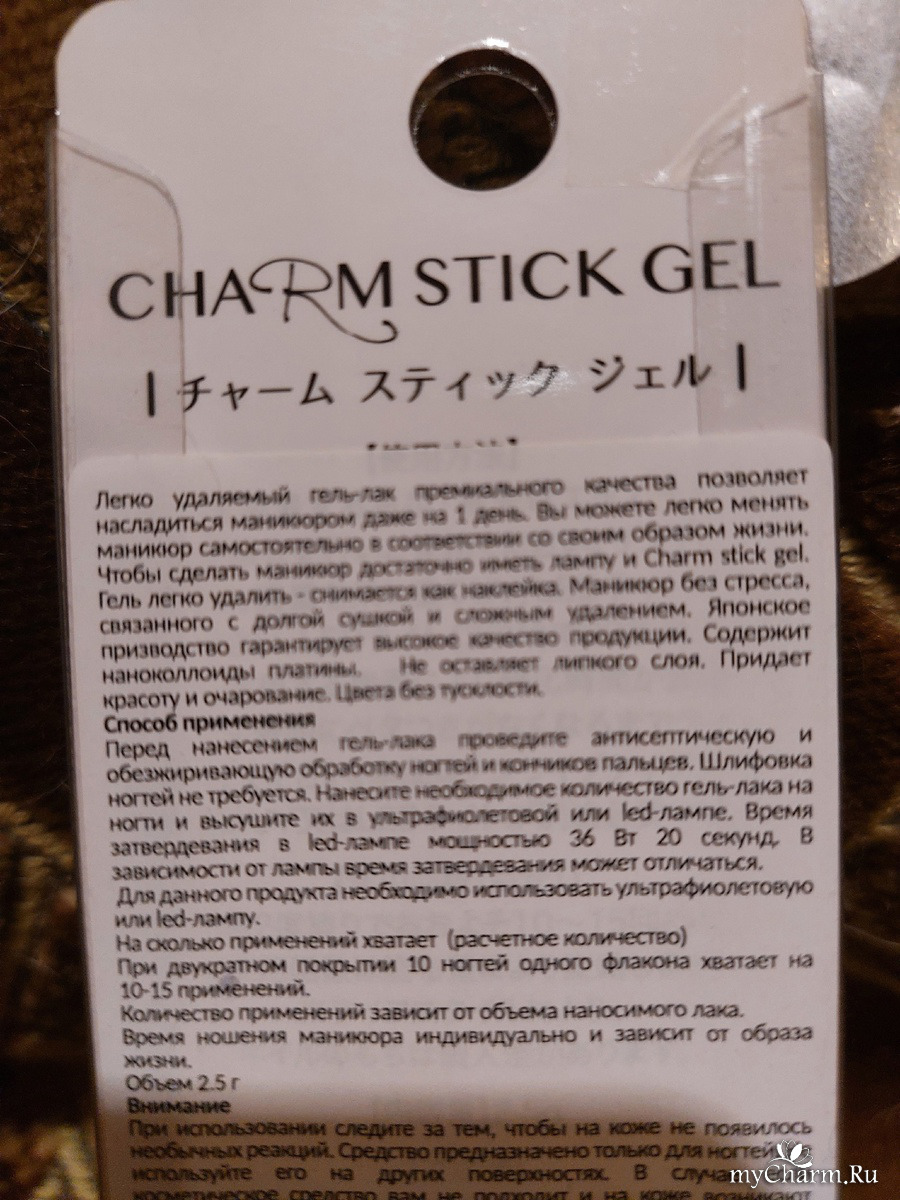 CHARM STICK GEL
| チャーム スティック ジェル |
Легко удаляемый гель-лак премиального качества позволяет
насладиться маникюром даже на 1 день. Вы можете легко менять
маникюр самостоятельно в соответствии со своим образом жизни.
Чтобы сделать маникюр достаточно иметь лампу и Charm stick gel.
Гель легко удалить - снимается как наклейка. Маникюр без стресса,
связанного с долгой сушкой и сложным удалением. Японское
призводство гарантирует высокое качество продукции. Содержит
наноколлоиды платины. Не оставляет липкого слоя. Придает
красоту и очарование. Цвета без тусклости.
Способ применения
Перед нанесением гель-лака проведите антисептическую и
обезжиривающую обработку ногтей и кончиков пальцев. Шлифовка
ногтей не требуется. Нанесите необходимое количество гель-лака на
ногти и высушите их в ультрафиолетовой или led-лампе. Время
затвердевания в led-лампе мощностью 36 Вт 20 секунд. В
зависимости от лампы время затвердевания может отличаться.
Для данного продукта необходимо использовать ультрафиолетовую
или led-лампу.
На сколько применений хватает (расчетное количество)
При двукратном покрытии 10 ногтей одного флакона хватает на
10-15 применений.
Количество применений зависит от объема наносимого лака.
Время ношения маникюра индивидуально и зависит от образа
жизни.
Объем 2.5 г
Внимание
При использовании следите за тем, чтобы на коже не появилось
необычных реакций. Средство предназначено только для ногтей
используйте его на других поверхностях. В случа
косметическое средство вам не подходит и на коже возникают
myCharm.Ru